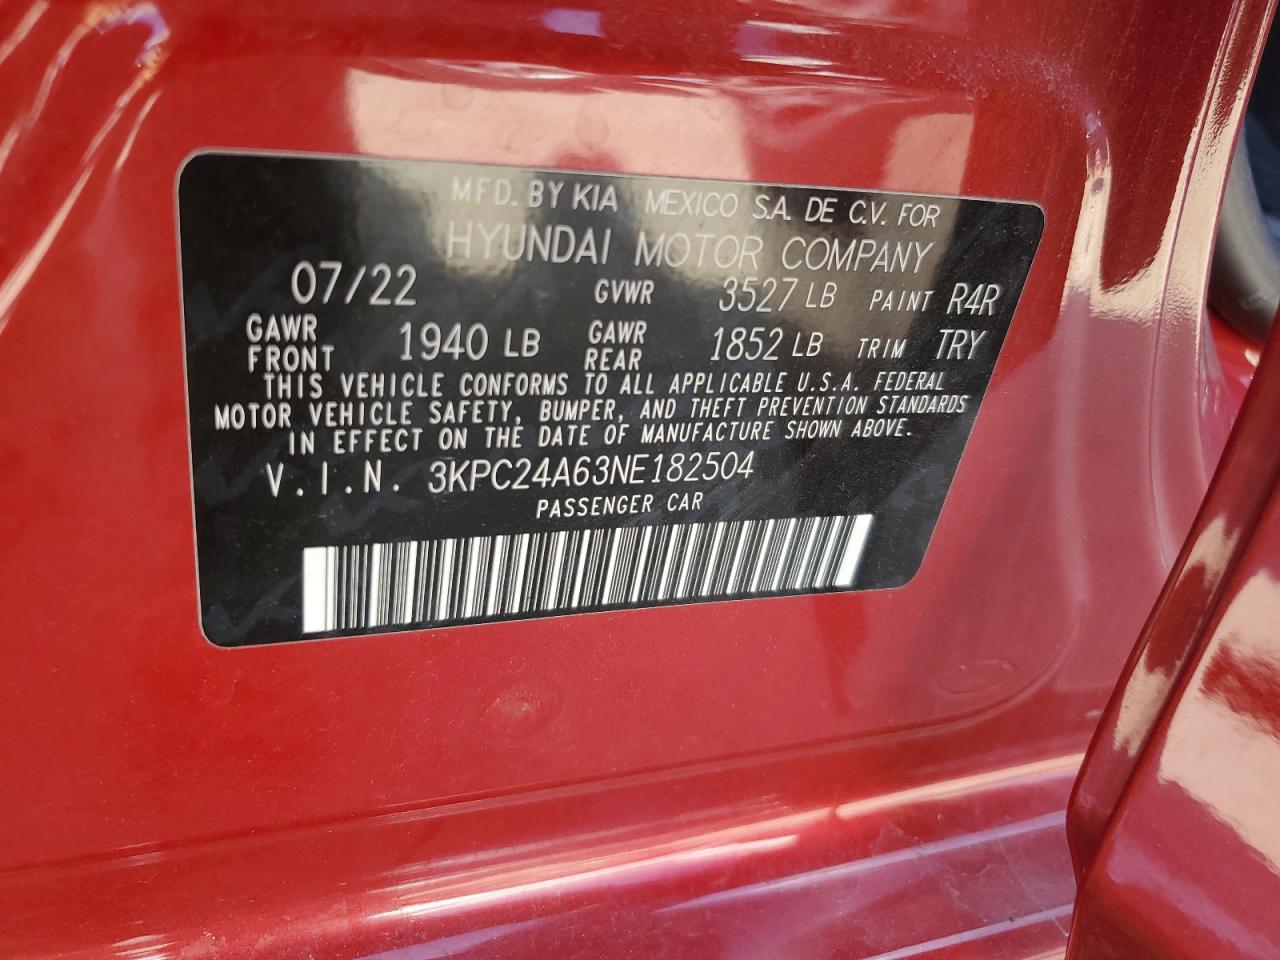 MFD. BY KIA MEXICO S.A. DE C.V. FOR
HYUNDAI MOTOR COMPANY
07/22 GVWR 3527 LB PAINT R4R
GAWR FRONT 1940 LB GAWR REAR 1852 LB TRIM TRY
THIS VEHICLE CONFORMS TO ALL APPLICABLE U.S.A. FEDERAL
MOTOR VEHICLE SAFETY, BUMPER, AND THEFT PREVENTION STANDARDS
IN EFFECT ON THE DATE OF MANUFACTURE SHOWN ABOVE.
V.I.N. 3KPC24A63NE182504
PASSENGER CAR